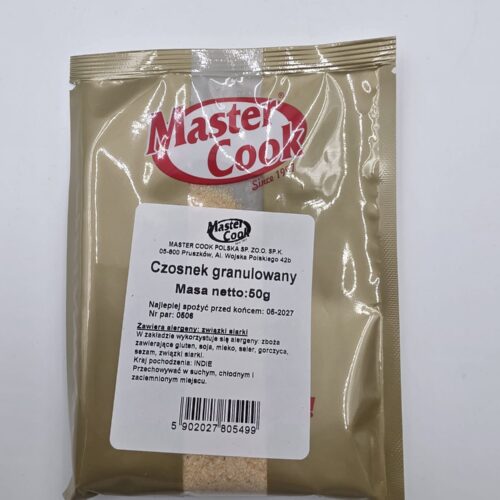 Master
Cook
®
Since 199
Master
Cook
MASTER COOK POLSKA SP. ZO.O, SP.K.
05-800 Pruszków, Al. Wojska Polskiego 42b
Czosnek granulowany
Masa netto:50g
Najlepiej spożyć przed końcem: 05-2027
Nr par: 0506
Zawiera alergeny: związki siarki
W zakładzie wykorzystuje się alergeny: zboża
zawierające gluten, soja, mleko, seler, gorczyca,
sezam, związki siarki.
Kraj pochodzenia: INDIE
Przechowywać w suchym, chłodnym i
zaciemnionym miejscu.
5 902027 805499
!